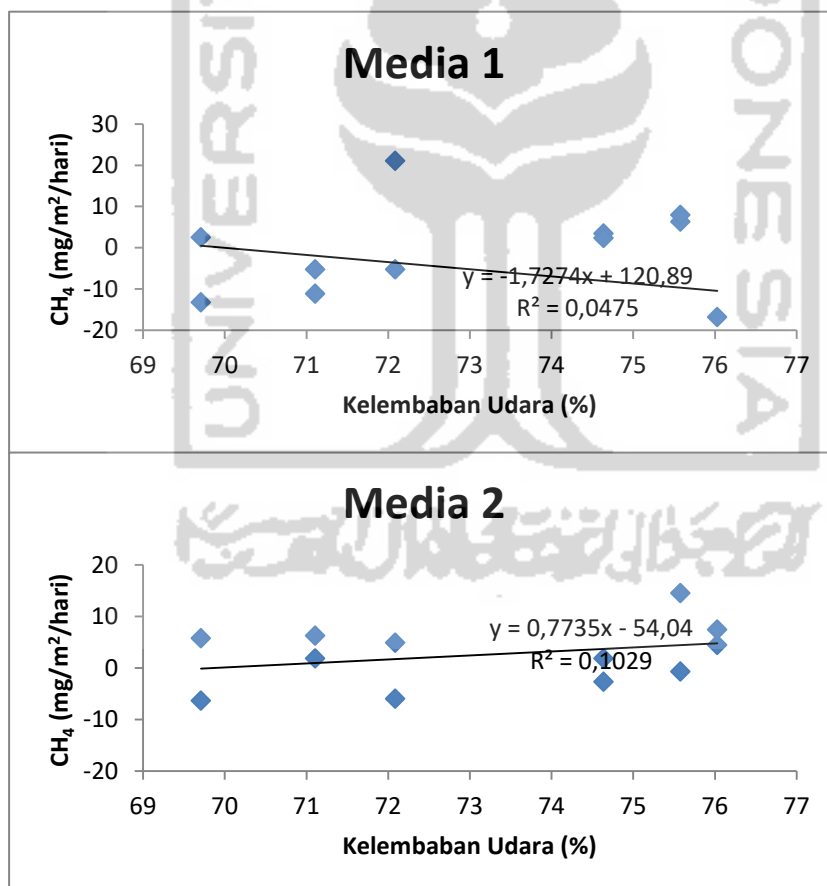 Media 1
CH₄ (mg/m²/hari)
30
20
10
0
-10
-20
y = -1,7274x + 120,89
R² = 0,0475
69 70 71 72 73 74 75 76 77
Kelembaban Udara (%)
Media 2
CH₄ (mg/m²/hari)
20
10
0
-10
-20
y = 0,7735x - 54,04
R² = 0,1029
69 70 71 72 73 74 75 76 77
Kelembaban Udara (%)